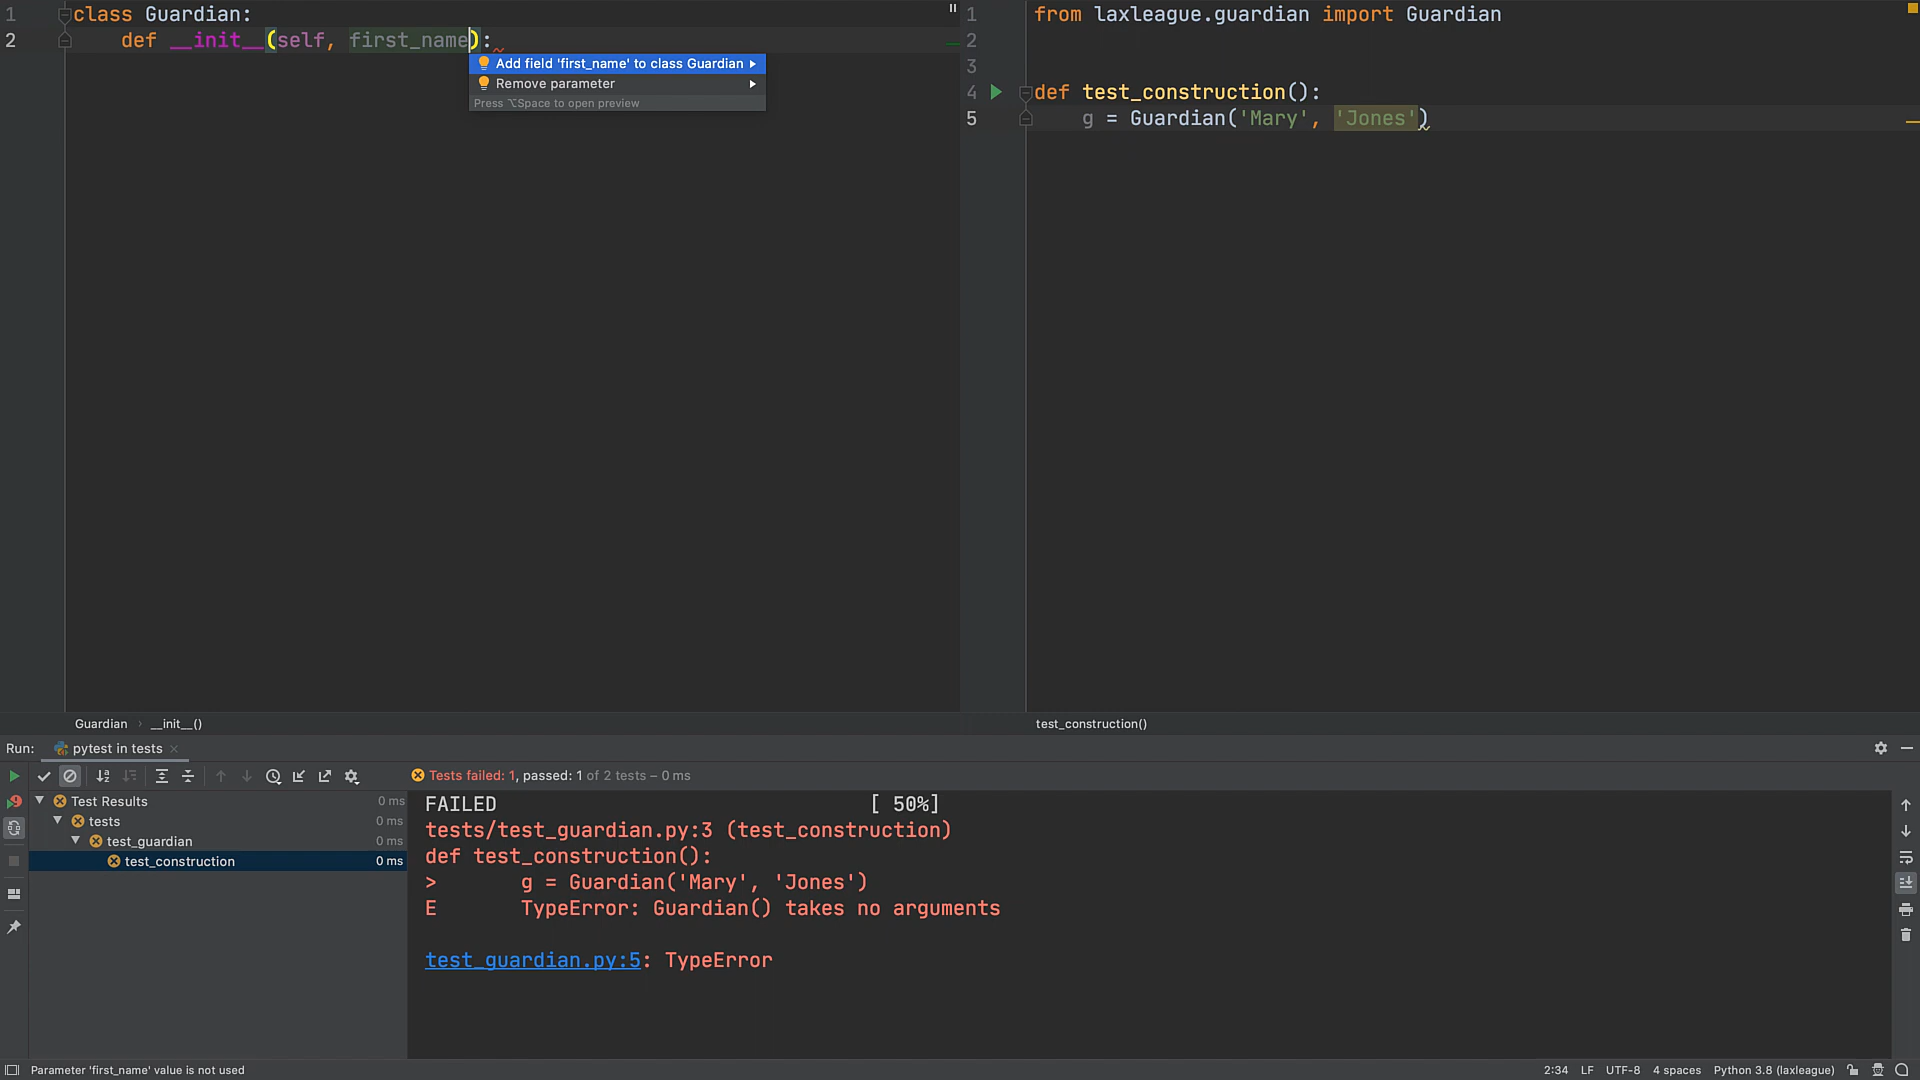 1 class Guardian:
2 def __init__(self, first_name):
Add field 'first_name' to class Guardian
Remove parameter
Press ⌥Space to open preview
1 from laxleague.guardian import Guardian
2
3
4 def test_construction():
5 g = Guardian('Mary', 'Jones')
Guardian › __init__()
test_construction()
Run: pytest in tests
Tests failed: 1, passed: 1 of 2 tests – 0 ms
Test Results 0 ms
tests 0 ms
test_guardian 0 ms
test_construction 0 ms
FAILED [ 50%]
tests/test_guardian.py:3 (test_construction)
def test_construction():
> g = Guardian('Mary', 'Jones')
E TypeError: Guardian() takes no arguments
test_guardian.py:5: TypeError
Parameter 'first_name' value is not used
2:34 LF UTF-8 4 spaces Python 3.8 (laxleague)